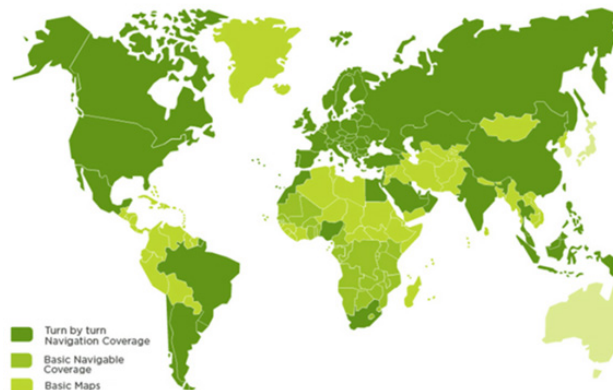 Turn by turn
Navigation Coverage
Basic Navigable
Coverage
Basic Maps